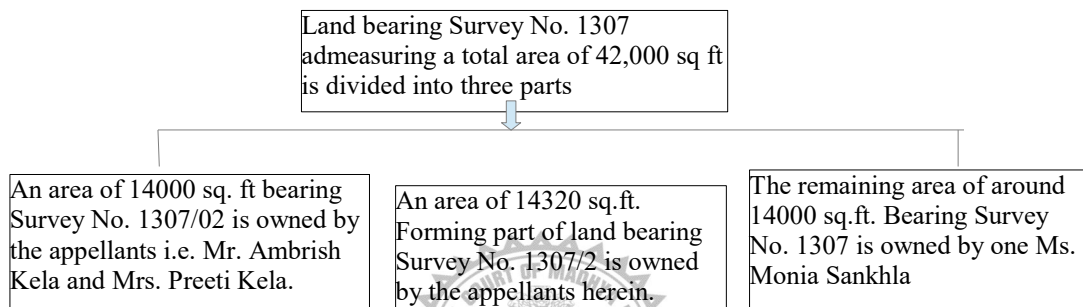 Land bearing Survey No. 1307
admeasuring a total area of 42,000 sq ft
is divided into three parts
An area of 14000 sq. ft bearing
Survey No. 1307/02 is owned by
the appellants i.e. Mr. Ambrish
Kela and Mrs. Preeti Kela.
An area of 14320 sq.ft.
Forming part of land bearing
Survey No. 1307/2 is owned
by the appellants herein.
The remaining area of around
14000 sq.ft. Bearing Survey
No. 1307 is owned by one Ms.
Monia Sankhla
COURT OF MADHY